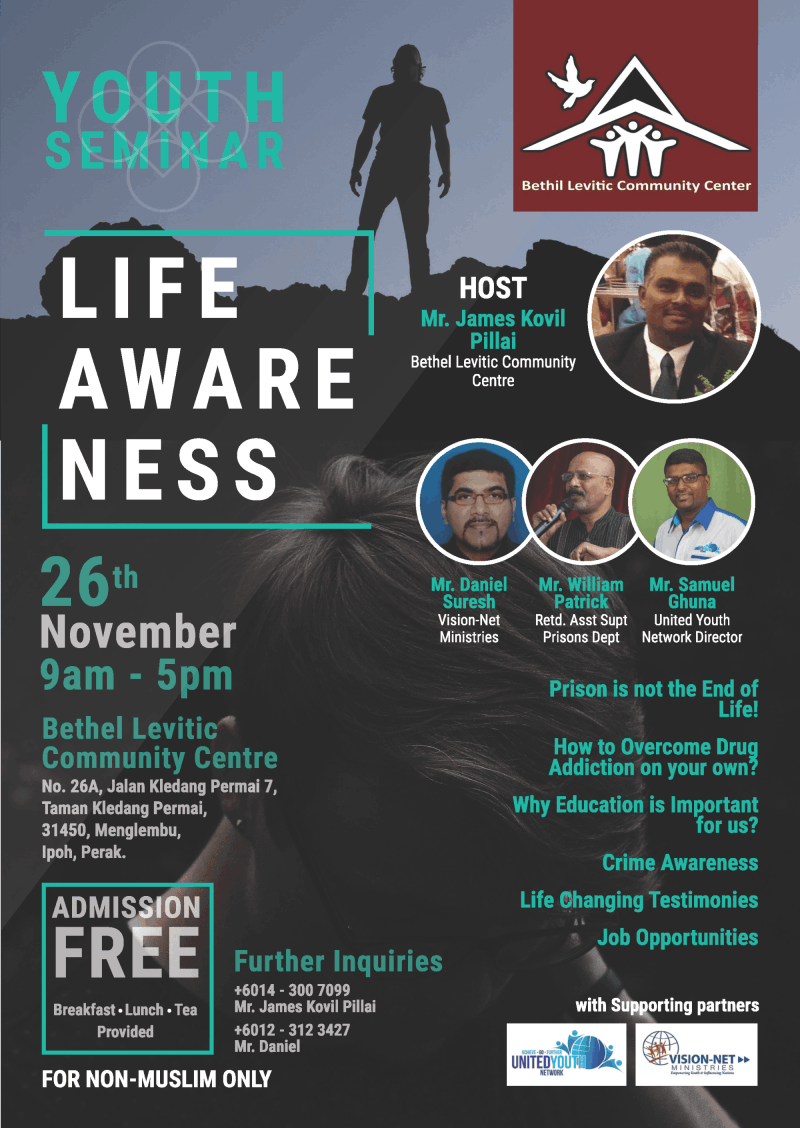 YOUTH
SEMINAR
Bethil Levitic Community Center
LIFE
AWARE
NESS
HOST
Mr. James Kovil
Pillai
Bethel Levitic Community
Centre
Mr. Daniel
Suresh
Vision-Net
Ministries
Mr. William
Patrick
Retd. Asst Supt
Prisons Dept
Mr. Samuel
Ghuna
United Youth
Network Director
26th
November
9am - 5pm
Bethel Levitic
Community Centre
No. 26A, Jalan Kledang Permai 7,
Taman Kledang Permai,
31450, Menglembu,
Ipoh, Perak.
Prison is not the End of
Life!
How to Overcome Drug
Addiction on your own?
Why Education is Important
for us?
Crime Awareness
Life Changing Testimonies
Job Opportunities
ADMISSION
FREE
Breakfast • Lunch • Tea
Provided
Further Inquiries
+6014 - 300 7099
Mr. James Kovil Pillai
+6012 - 312 3427
Mr. Daniel
FOR NON-MUSLIM ONLY
with Supporting partners
UNITED YOUTH
NETWORK
VISION-NET
MINISTRIES
Empowering Youth & Influencing Nations